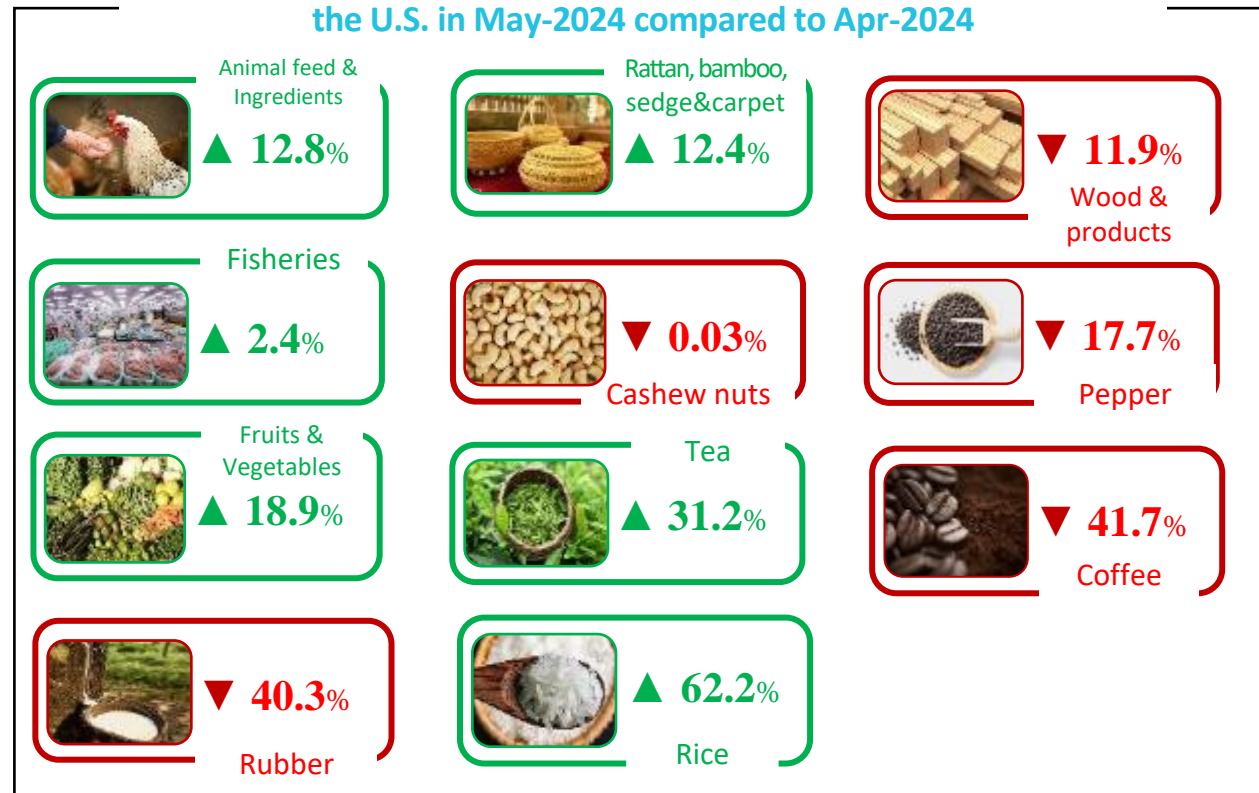 the U.S. in May-2024 compared to Apr-2024
Animal feed &
Ingredients
▲ 12.8%
Rattan, bamboo,
sedge&carpet
▲ 12.4%
▼ 11.9%
Wood &
products
Fisheries
▲ 2.4%
▼ 0.03%
Cashew nuts
▼ 17.7%
Pepper
Fruits &
Vegetables
▲ 18.9%
Tea
▲ 31.2%
▼ 41.7%
Coffee
▼ 40.3%
Rubber
▲ 62.2%
Rice